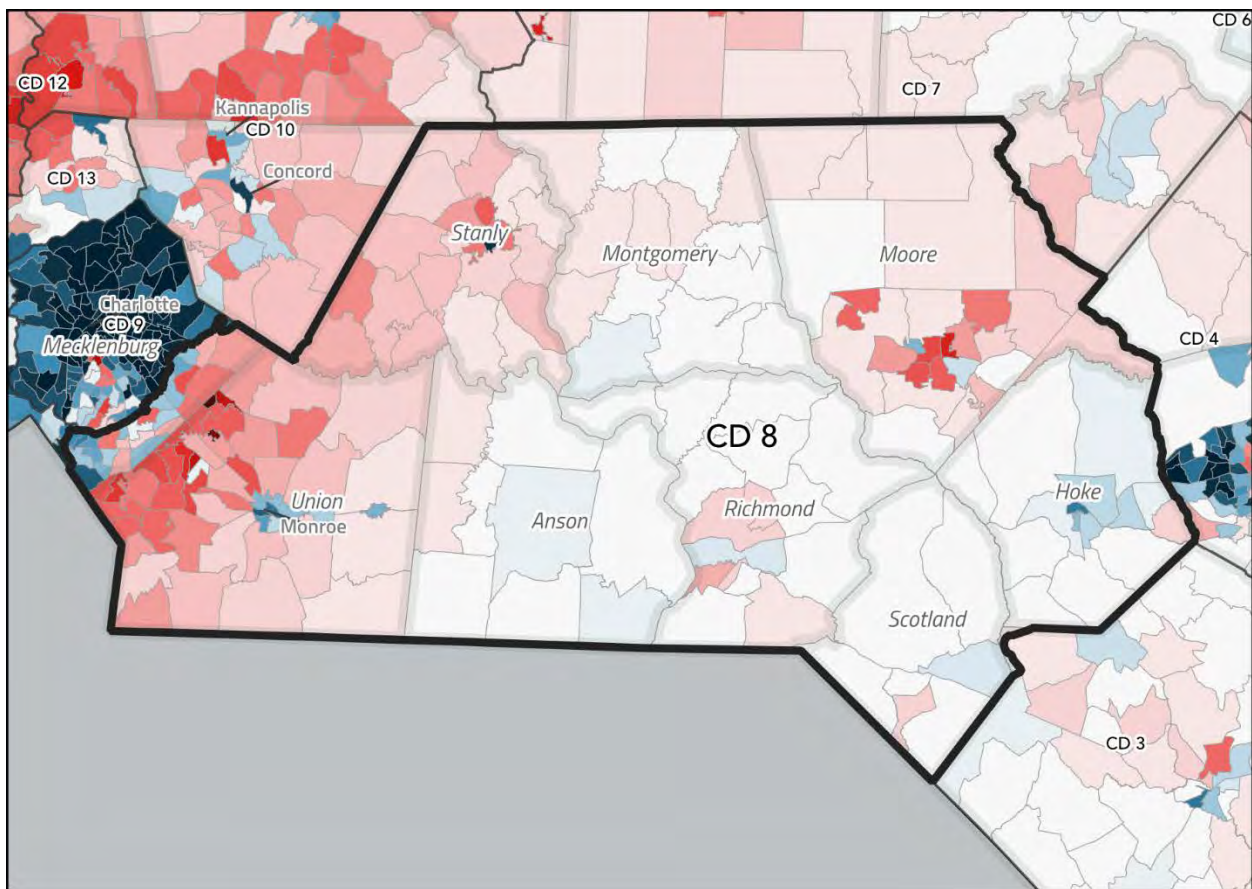 CD 6
CD 12
CD 7
Kannapolis
CD 10
Concord
CD 13
Stanly
Montgomery
Moore
Charlotte
CD 9
Mecklenburg
CD 4
CD 8
Union
Monroe
Anson
Richmond
Hoke
Scotland
CD 3